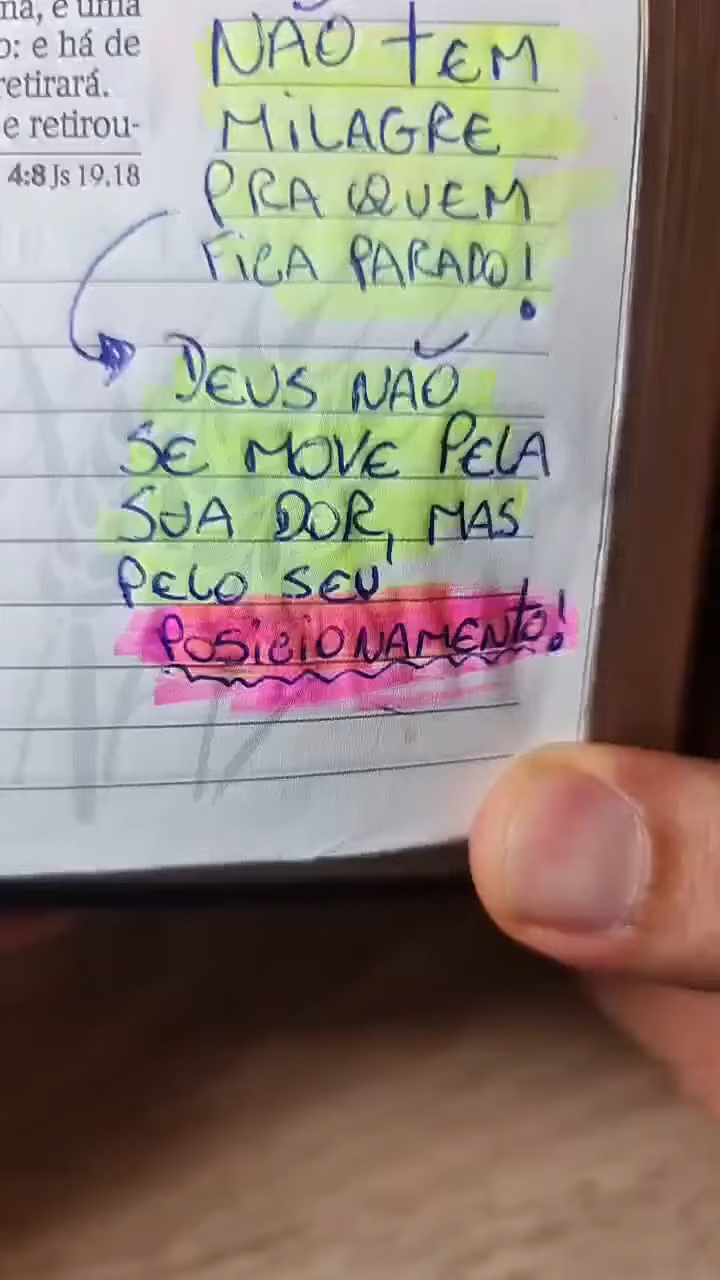 ma, e uma
o: e há de
retirará.
e retirou-
4:8 Js 19.18
NÃO TEM
MILAGRE
PRA QUEM
FICA PARADO!
DEUS NÃO
SE MOVE PELA
SUA DOR, MAS
PELO SEU
POSICIONAMENTO!